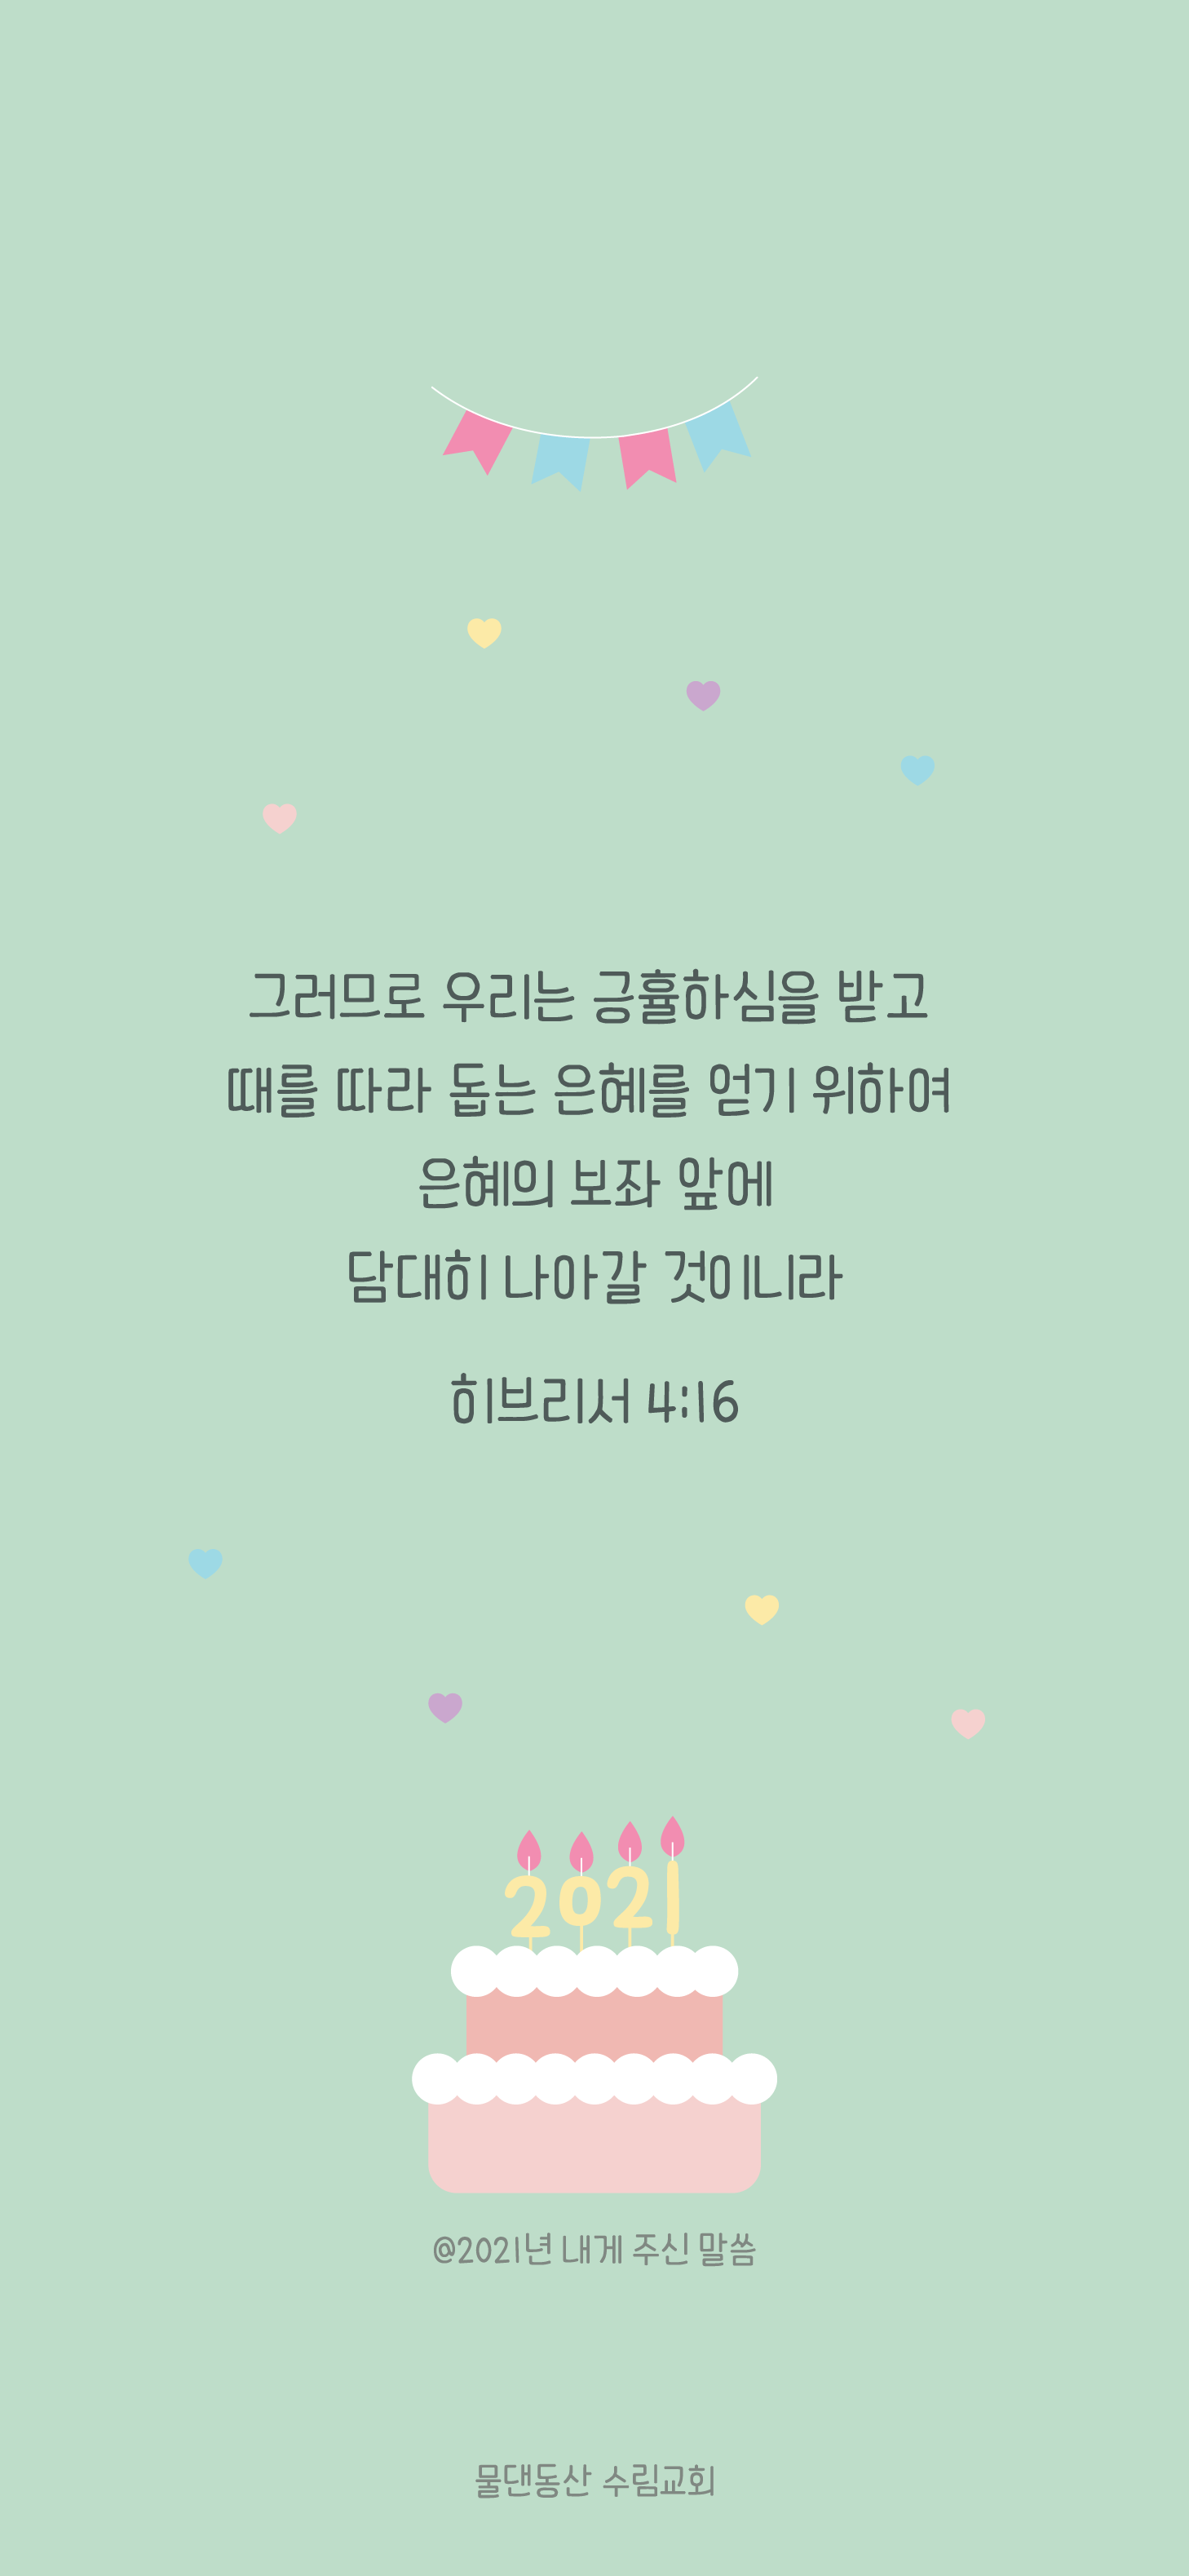 그러므로 우리는 긍휼하심을 받고
때를 따라 돕는 은혜를 얻기 위하여
은혜의 보좌 앞에
담대히 나아갈 것이니라
히브리서 4:16
2021
@2021년 내게 주신 말씀
물댄동산 수림교회